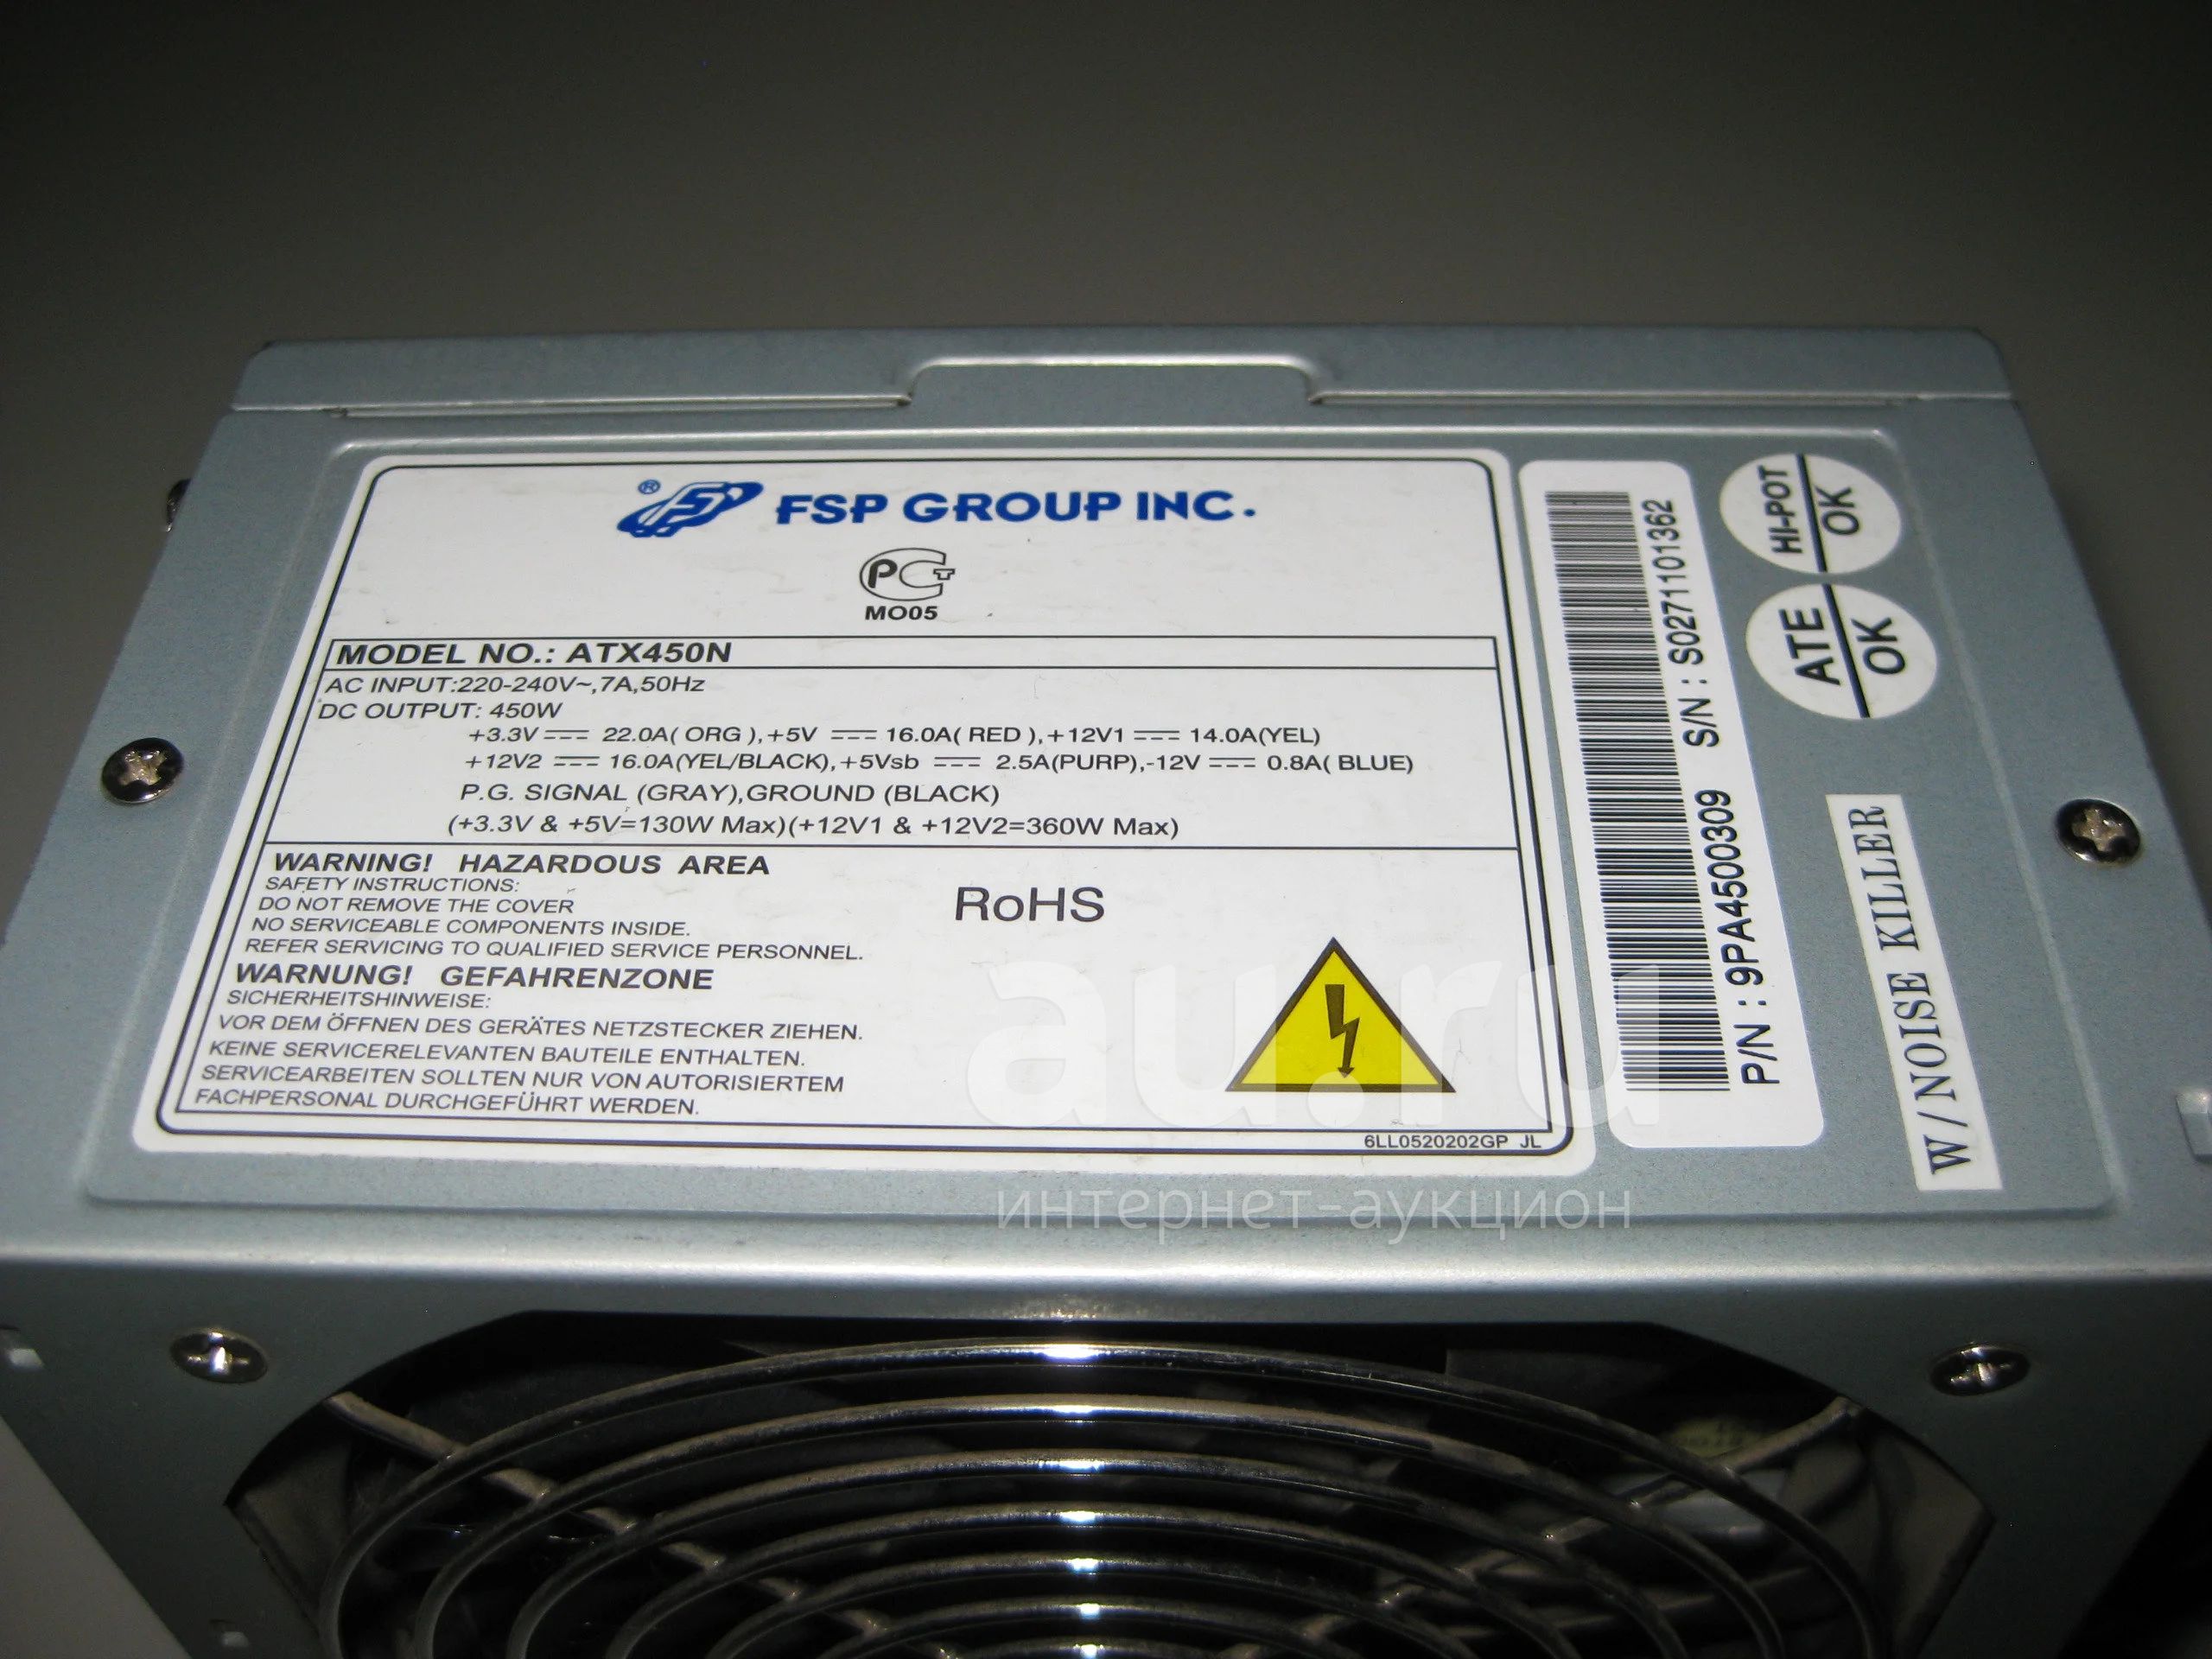 ® FSP GROUP INC.
MO05
MODEL NO.: ATX450N
AC INPUT:220-240V~,7A,50Hz
DC OUTPUT: 450W
+3.3V ⎓ 22.0A( ORG ),+5V ⎓ 16.0A( RED ),+12V1 ⎓ 14.0A(YEL)
+12V2 ⎓ 16.0A(YEL/BLACK),+5Vsb ⎓ 2.5A(PURP),-12V ⎓ 0.8A( BLUE)
P.G. SIGNAL (GRAY),GROUND (BLACK)
(+3.3V & +5V=130W Max)(+12V1 & +12V2=360W Max)
WARNING! HAZARDOUS AREA
SAFETY INSTRUCTIONS:
DO NOT REMOVE THE COVER
NO SERVICEABLE COMPONENTS INSIDE.
REFER SERVICING TO QUALIFIED SERVICE PERSONNEL.
WARNUNG! GEFAHRENZONE
SICHERHEITSHINWEISE:
VOR DEM ÖFFNEN DES GERÄTES NETZSTECKER ZIEHEN.
KEINE SERVICERELEVANTEN BAUTEILE ENTHALTEN.
SERVICEARBEITEN SOLLTEN NUR VON AUTORISIERTEM
FACHPERSONAL DURCHGEFÜHRT WERDEN.
RoHS
6LL0520202GP JL
P/N : 9PA4500309 S/N : S0271101362
HI-POT
OK
ATE
OK
W/NOISE KILLER
au.ru
интернет-аукцион